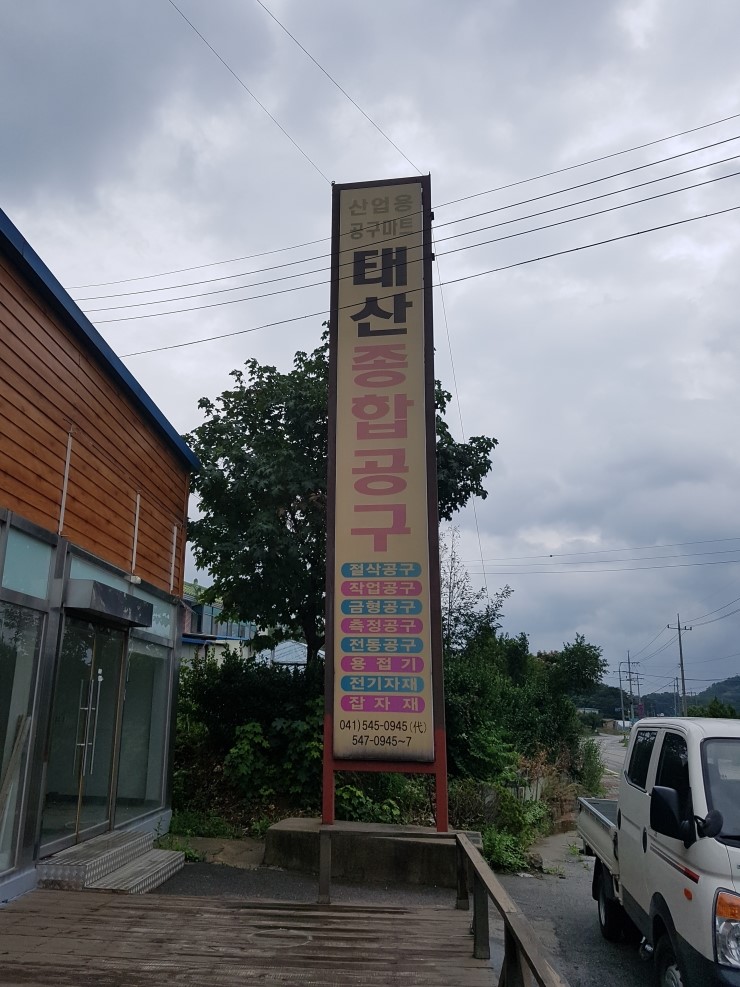 산업용
공구마트
태산
종합공구
절삭공구
작업공구
금형공구
측정공구
전동공구
용접기
전기자재
잡자재
041) 545-0945 (代)
547-0945~7